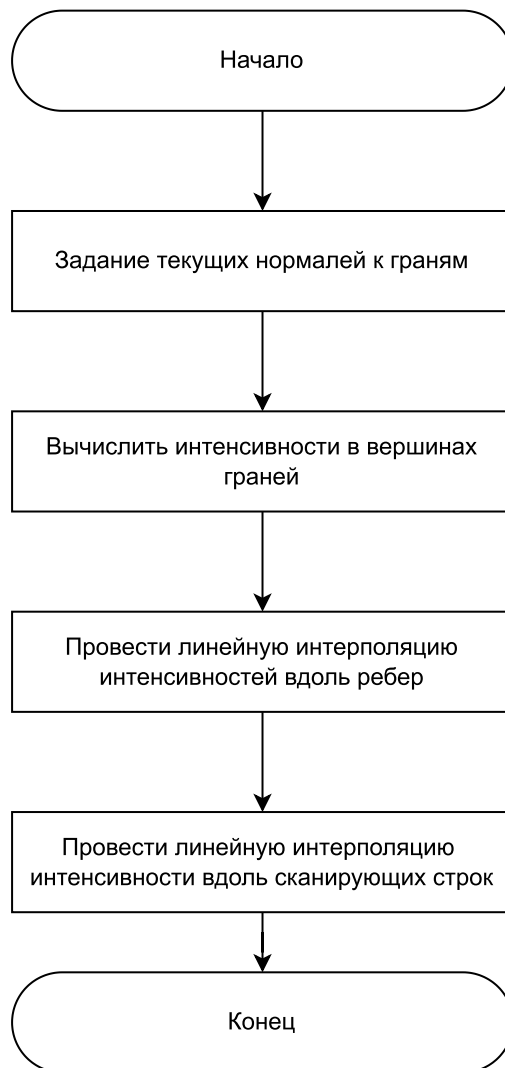 Начало
Задание текущих нормалей к граням
Вычислить интенсивности в вершинах
граней
Провести линейную интерполяцию
интенсивностей вдоль ребер
Провести линейную интерполяцию
интенсивности вдоль сканирующих строк
Конец